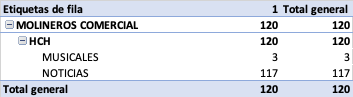 Etiquetas de fila 1 Total general
MOLINEROS COMERCIAL 120 120
HCH 120 120
MUSICALES 3 3
NOTICIAS 117 117
Total general 120 120